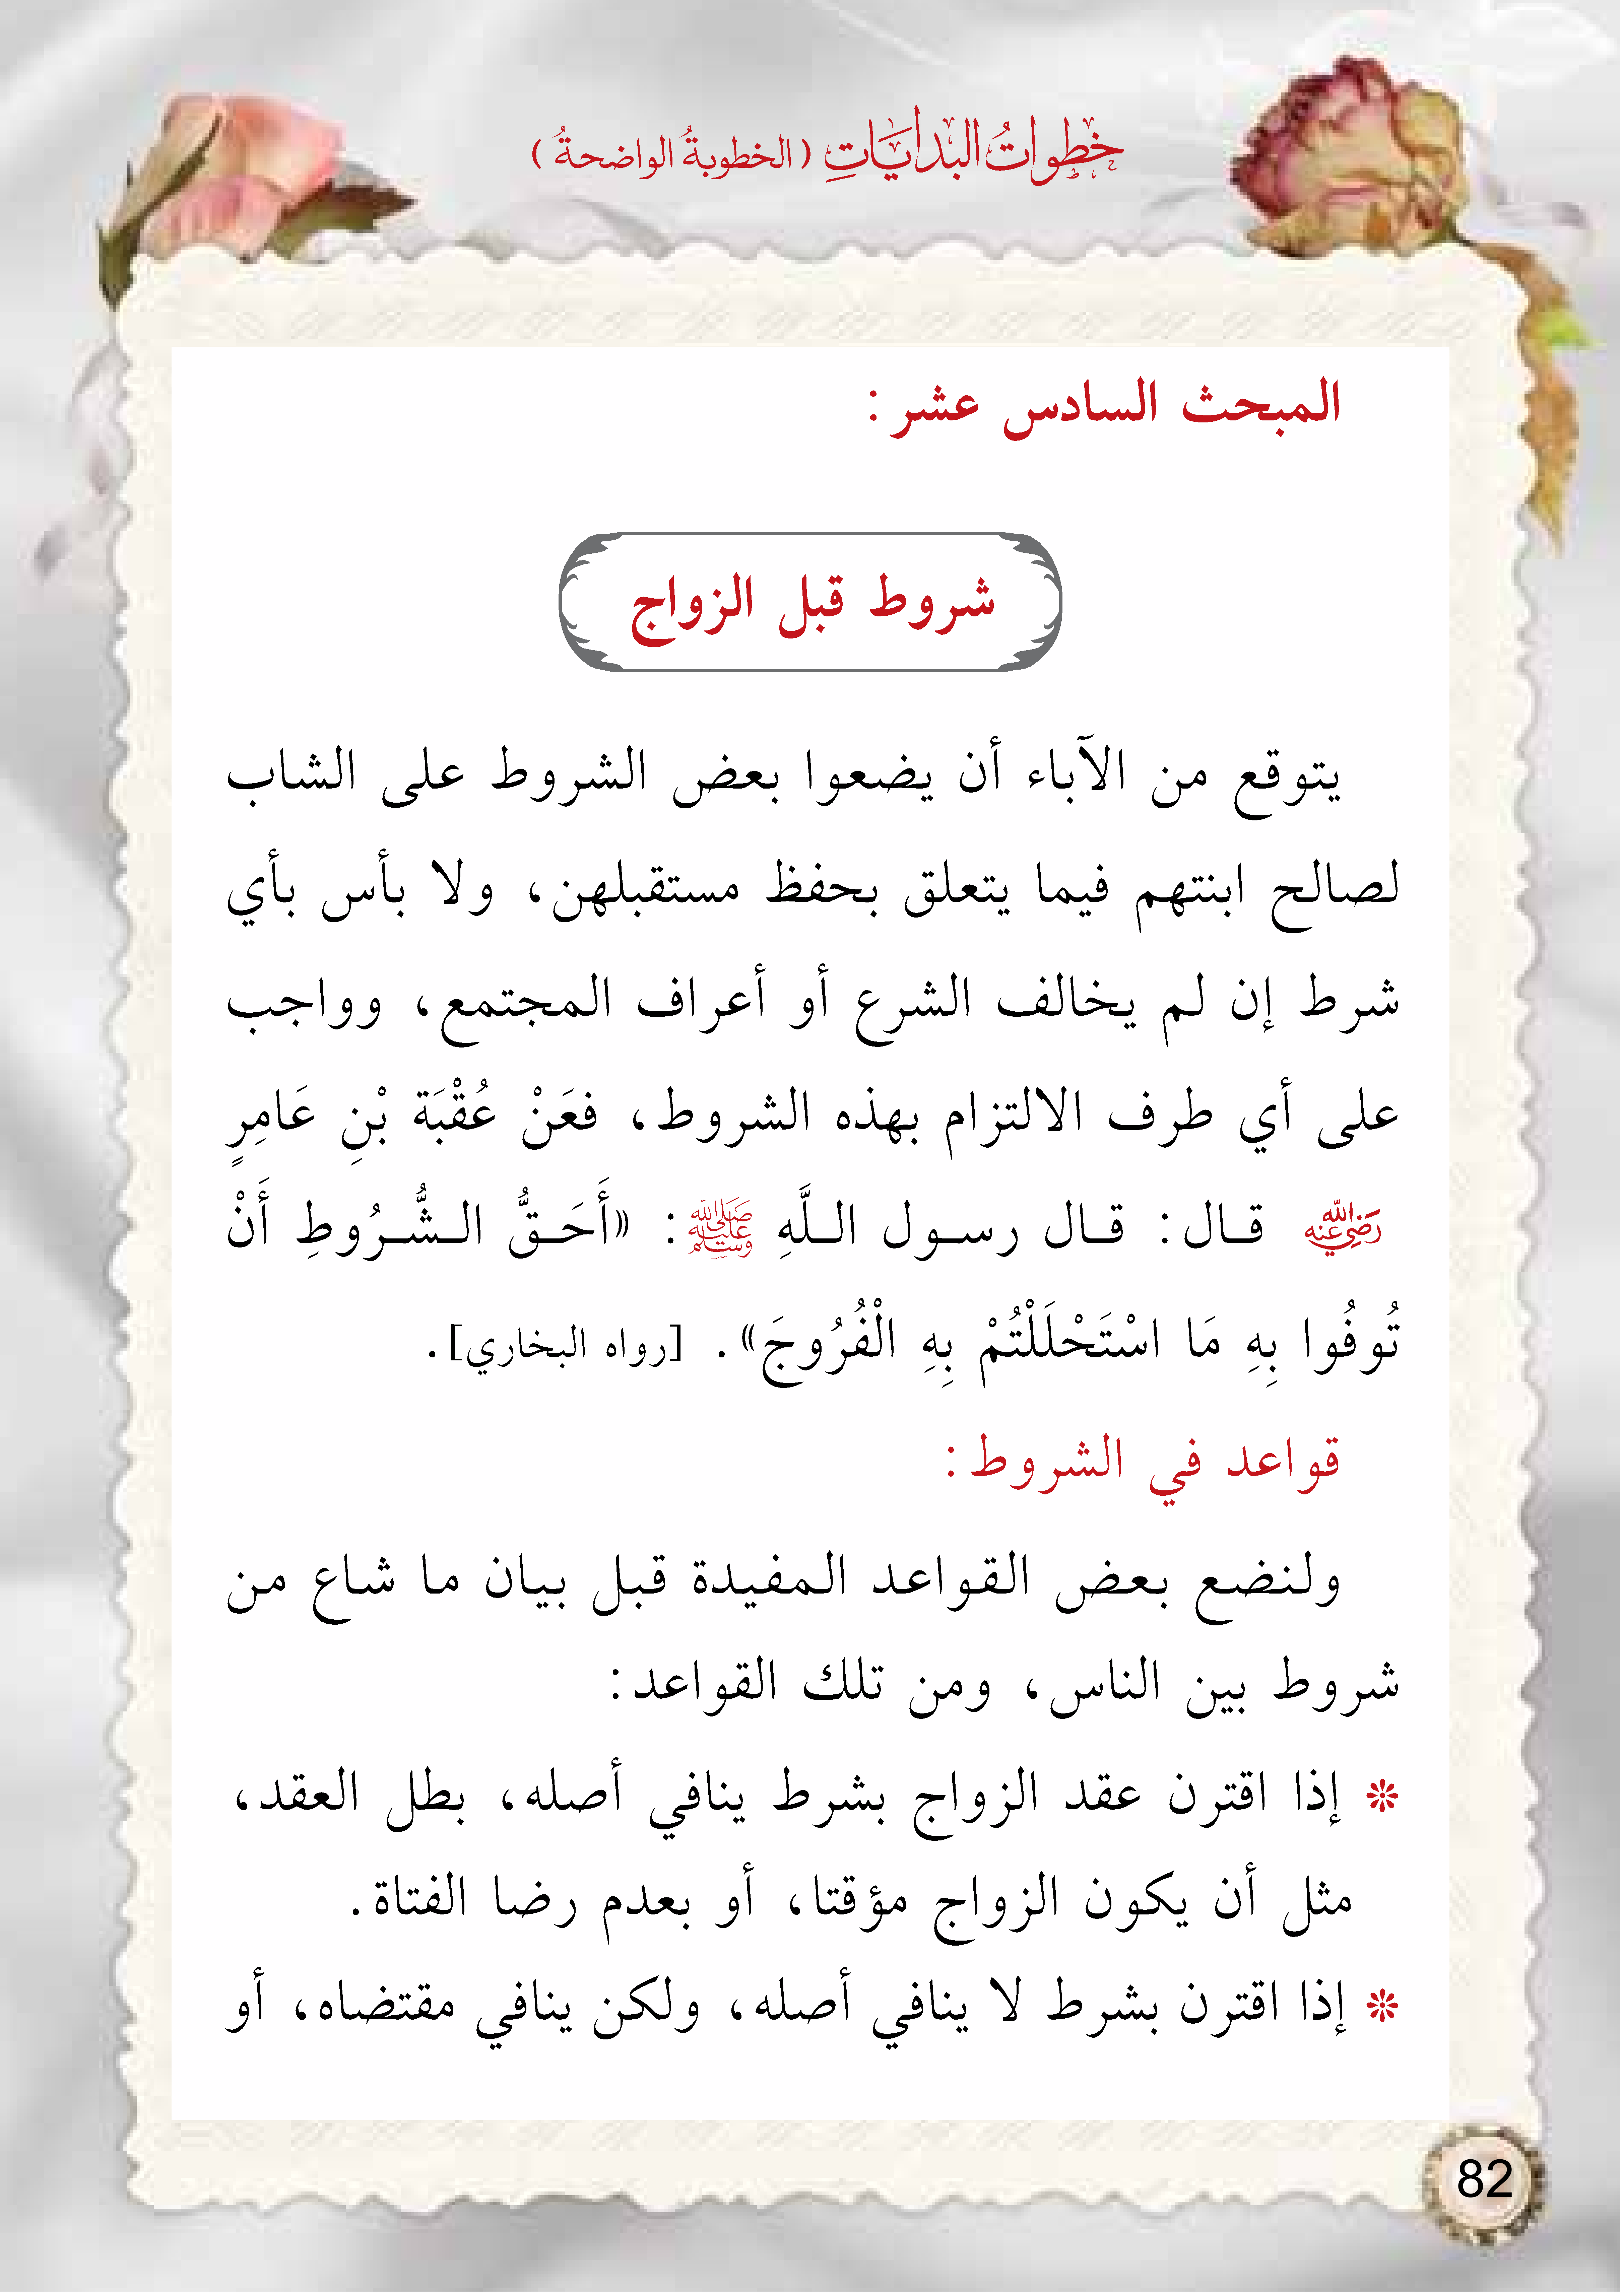 خطواتُ البدايَاتِ (الخطوبةُ الواضحةُ)
المبحث السادس عشر:
شروط قبل الزواج
يتوقع من الآباء أن يضعوا بعض الشروط على الشاب
لصالح ابنتهم فيما يتعلق بحفظ مستقبلهن، ولا بأس بأي
شرط إن لم يخالف الشرع أو أعراف المجتمع، وواجب
على أي طرف الالتزام بهذه الشروط، فعَنْ عُقْبَة بْنِ عَامِرٍ
رَضِيَ اللَّهُ عَنْهُ قال: قال رسول اللَّهِ ﷺ: «أَحَقُّ الشُّرُوطِ أَنْ
تُوفُوا بِهِ مَا اسْتَحْلَلْتُمْ بِهِ الْفُرُوجَ». [رواه البخاري].
قواعد في الشروط:
ولنضع بعض القواعد المفيدة قبل بيان ما شاع من
شروط بين الناس، ومن تلك القواعد:
❊ إذا اقترن عقد الزواج بشرط ينافي أصله، بطل العقد،
مثل أن يكون الزواج مؤقتا، أو بعدم رضا الفتاة.
❊ إذا اقترن بشرط لا ينافي أصله، ولكن ينافي مقتضاه، أو
82